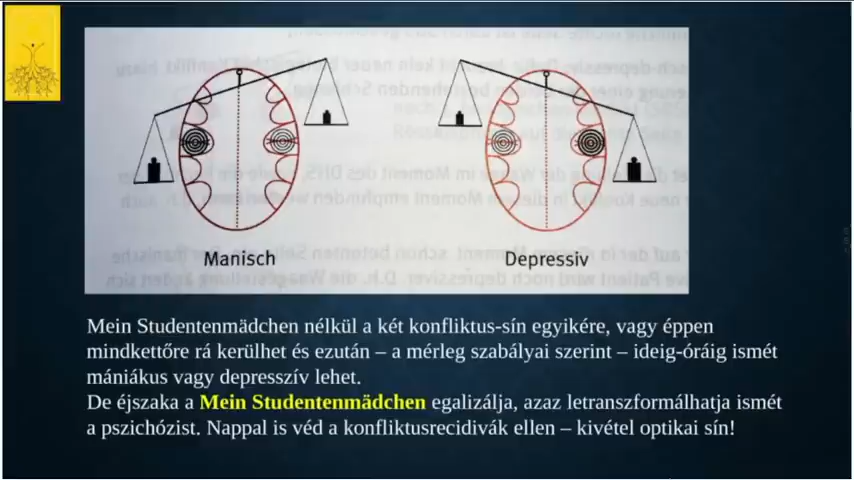 Manisch
Depressiv
Mein Studentenmädchen nélkül a két konfliktus-sín egyikére, vagy éppen
mindkettőre rá kerülhet és ezután – a mérleg szabályai szerint – ideig-óráig ismét
mániákus vagy depresszív lehet.
De éjszaka a Mein Studentenmädchen egalizálja, azaz letranszformálhatja ismét
a pszichózist. Nappal is véd a konfliktusrecidivák ellen – kivétel optikai sín!